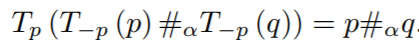 T_p (T_{-p} (p) #_α T_{-p} (q)) = p#_α q,